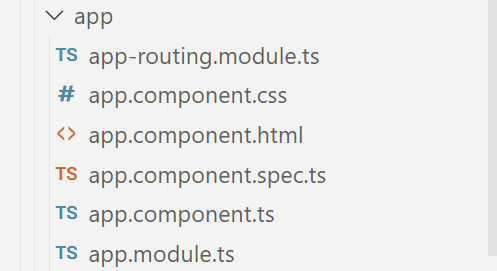 app
TS app-routing.module.ts
# app.component.css
<> app.component.html
TS app.component.spec.ts
TS app.component.ts
TS app.module.ts